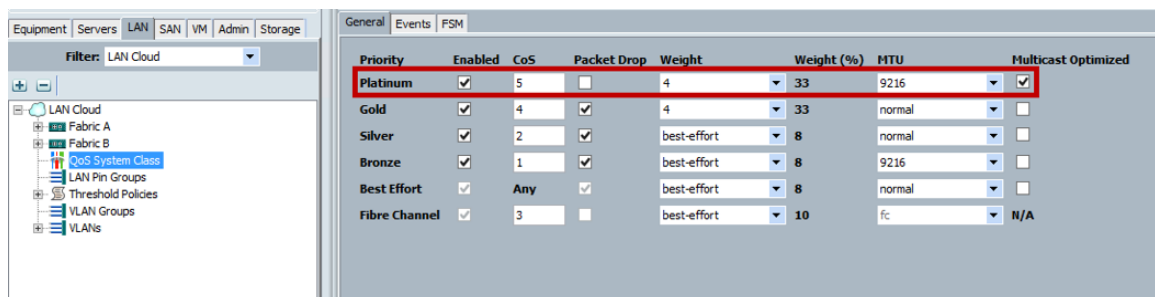 Equipment Servers LAN SAN VM Admin Storage
Filter: LAN Cloud
LAN Cloud
Fabric A
Fabric B
QoS System Class
LAN Pin Groups
Threshold Policies
VLAN Groups
VLANs
General Events FSM
Priority Enabled CoS Packet Drop Weight Weight (%) MTU Multicast Optimized
Platinum 5 4 33 9216
Gold 4 4 33 normal
Silver 2 best-effort 8 normal
Bronze 1 best-effort 8 9216
Best Effort Any best-effort 8 normal
Fibre Channel 3 best-effort 10 fc N/A